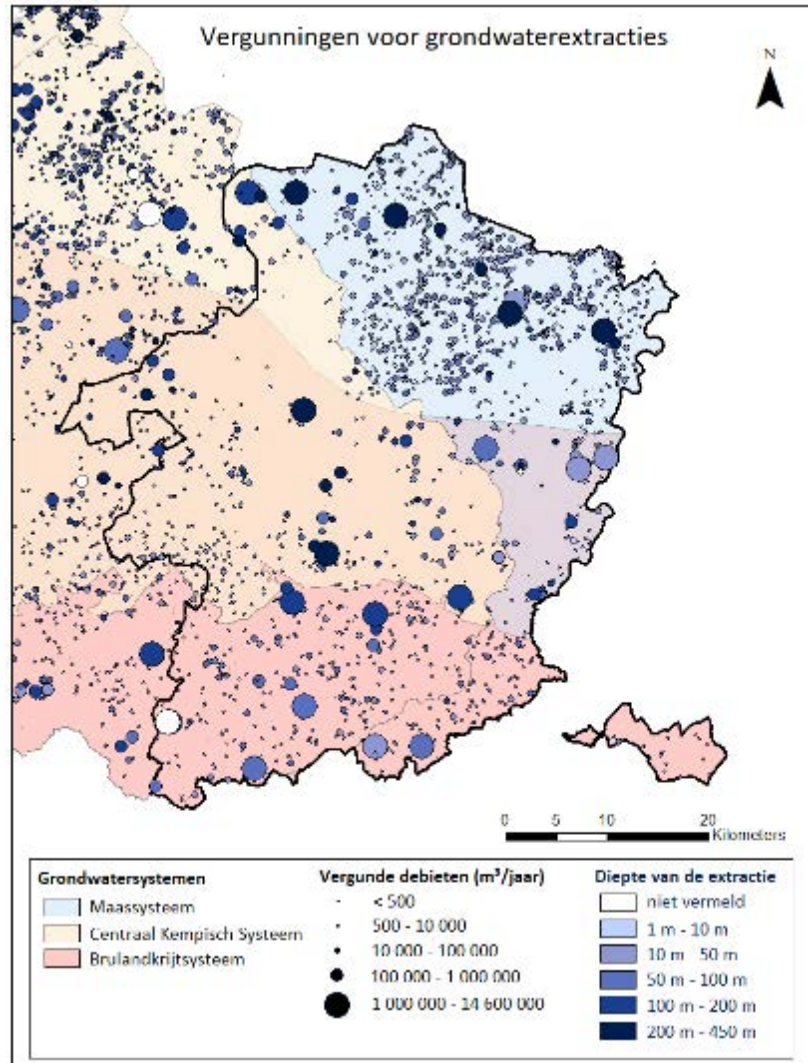 Vergunningen voor grondwaterextracties
N
0 5 10 20
Kilometers
Grondwatersystemen
Maassysteem
Centraal Kempisch Systeem
Brulandkrijtsysteem
Vergunde debieten (m³/jaar)
< 500
500 - 10 000
10 000 - 100 000
100 000 - 1 000 000
1 000 000 - 14 600 000
Diepte van de extractie
niet vermeld
1 m - 10 m
10 m - 50 m
50 m - 100 m
100 m - 200 m
200 m - 450 m